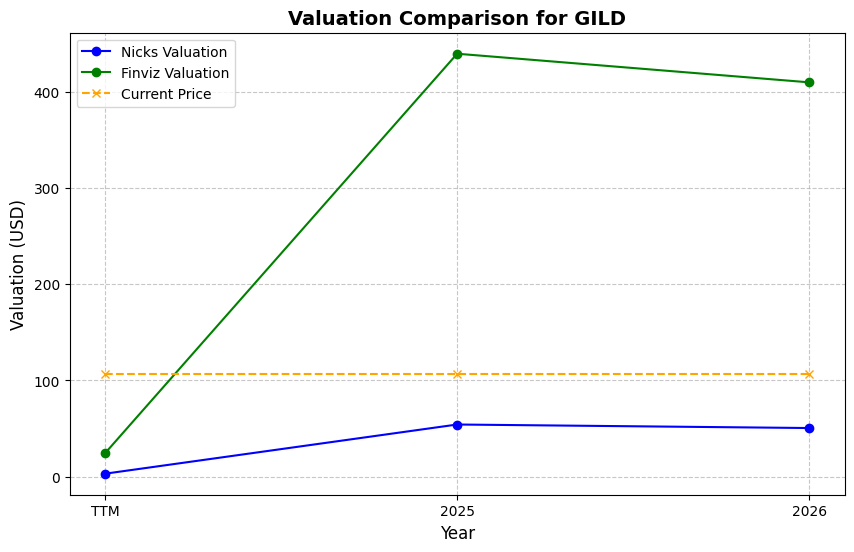 Valuation Comparison for GILD
Nicks Valuation
Finviz Valuation
Current Price
Valuation (USD)
400
300
200
100
0
TTM
2025
2026
Year